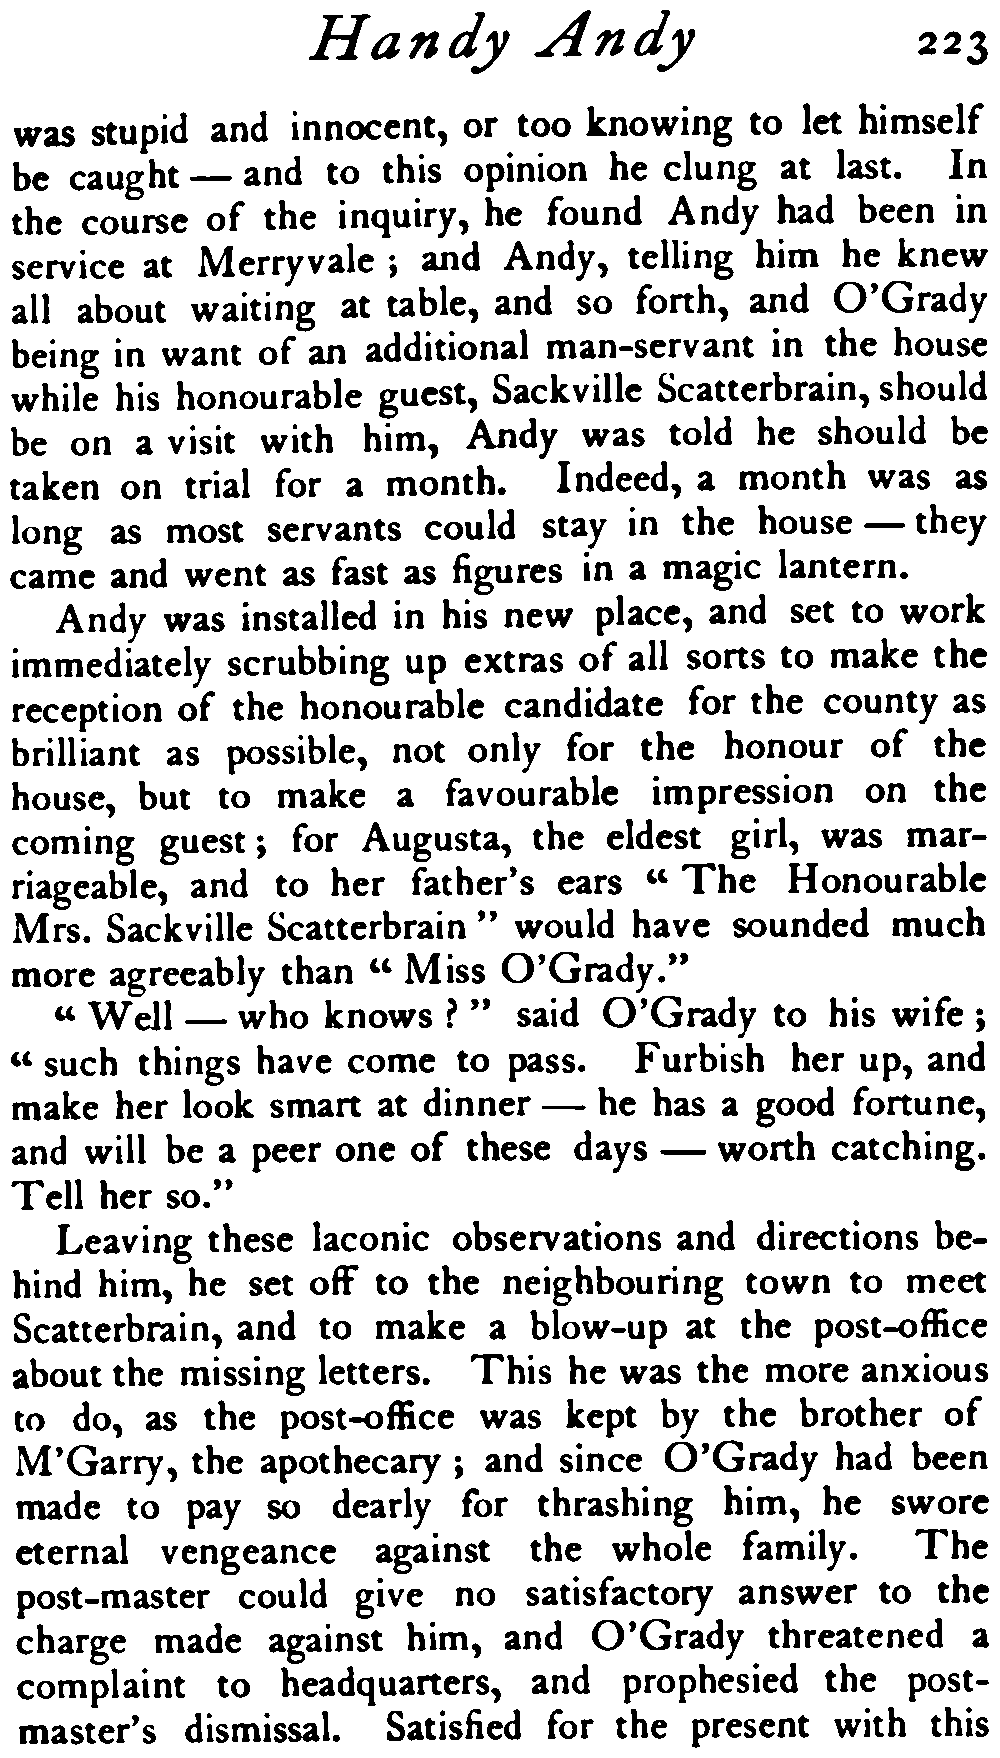 Handy Andy 223
was stupid and innocent, or too knowing to let himself
be caught — and to this opinion he clung at last. In
the course of the inquiry, he found Andy had been in
service at Merryvale ; and Andy, telling him he knew
all about waiting at table, and so forth, and O'Grady
being in want of an additional man-servant in the house
while his honourable guest, Sackville Scatterbrain, should
be on a visit with him, Andy was told he should be
taken on trial for a month. Indeed, a month was as
long as most servants could stay in the house — they
came and went as fast as figures in a magic lantern.
Andy was installed in his new place, and set to work
immediately scrubbing up extras of all sorts to make the
reception of the honourable candidate for the county as
brilliant as possible, not only for the honour of the
house, but to make a favourable impression on the
coming guest ; for Augusta, the eldest girl, was mar-
riageable, and to her father's ears “ The Honourable
Mrs. Sackville Scatterbrain ” would have sounded much
more agreeably than “ Miss O'Grady.”
“ Well — who knows ? ” said O'Grady to his wife ;
“ such things have come to pass. Furbish her up, and
make her look smart at dinner — he has a good fortune,
and will be a peer one of these days — worth catching.
Tell her so.”
Leaving these laconic observations and directions be-
hind him, he set off to the neighbouring town to meet
Scatterbrain, and to make a blow-up at the post-office
about the missing letters. This he was the more anxious
to do, as the post-office was kept by the brother of
M'Garry, the apothecary ; and since O'Grady had been
made to pay so dearly for thrashing him, he swore
eternal vengeance against the whole family. The
post-master could give no satisfactory answer to the
charge made against him, and O'Grady threatened a
complaint to headquarters, and prophesied the post-
master's dismissal. Satisfied for the present with this